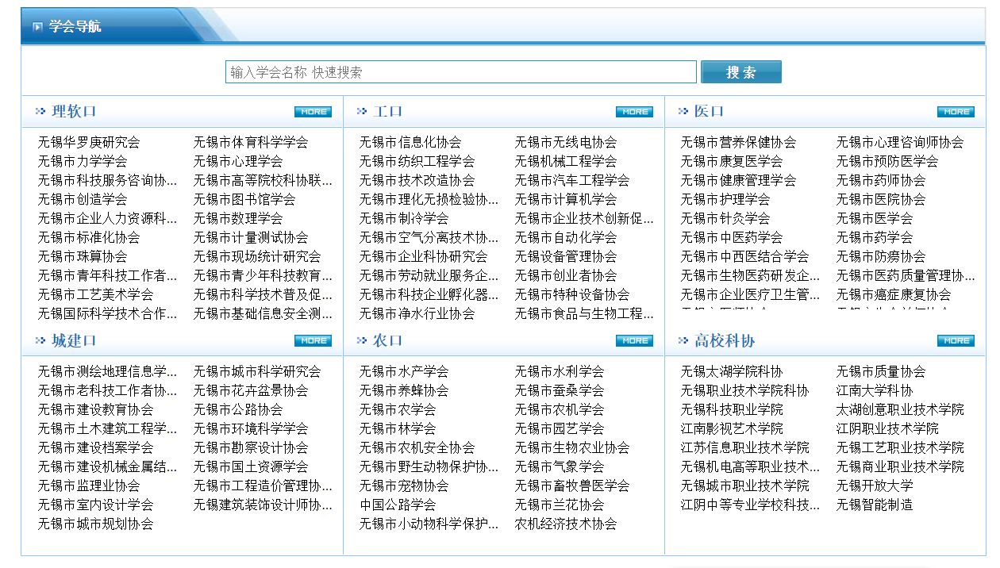 学会导航
输入学会名称 快速搜索
搜 索
理软口 MORE
无锡华罗庚研究会 无锡市体育科学学会
无锡市力学学会 无锡市心理学会
无锡市科技服务咨询协... 无锡市高等院校科协联...
无锡市创造学会 无锡市图书馆学会
无锡市企业人力资源科... 无锡市数理学会
无锡市标准化协会 无锡市计量测试协会
无锡市珠算协会 无锡市现场统计研究会
无锡市青年科技工作者... 无锡市青少年科技教育...
无锡市工艺美术学会 无锡市科学技术普及促...
无锡国际科学技术合作... 无锡市基础信息安全测...
工口 MORE
无锡市信息化协会 无锡市无线电协会
无锡市纺织工程学会 无锡机械工程学会
无锡市技术改造协会 无锡市汽车工程学会
无锡市理化无损检验协... 无锡市计算机学会
无锡市制冷学会 无锡市企业技术创新促...
无锡市空气分离技术协... 无锡市自动化学会
无锡市企业科协研究会 无锡设备管理协会
无锡市劳动就业服务企... 无锡市创业者协会
无锡市科技企业孵化器... 无锡市特种设备协会
无锡市净水行业协会 无锡市食品与生物工程...
医口 MORE
无锡市营养保健协会 无锡市心理咨询师协会
无锡市康复医学会 无锡市预防医学会
无锡市健康管理学会 无锡市药师协会
无锡市护理学会 无锡市医院协会
无锡市针灸学会 无锡市医学会
无锡市中医药学会 无锡市药学会
无锡市中西医结合学会 无锡市防痨协会
无锡市生物医药研发企... 无锡市医药质量管理协...
无锡市企业医疗卫生管... 无锡市癌症康复协会
城建口 MORE
无锡市测绘地理信息学... 无锡市城市科学研究会
无锡市老科技工作者协... 无锡市花卉盆景协会
无锡市建设教育协会 无锡市公路协会
无锡市土木建筑工程学... 无锡市环境科学学会
无锡市建设档案学会 无锡市勘察设计协会
无锡市建设机械金属结... 无锡市国土资源学会
无锡市监理业协会 无锡市工程造价管理协...
无锡市室内设计学会 无锡建筑装饰设计师协...
无锡市城市规划协会
农口 MORE
无锡市水产学会 无锡市水利学会
无锡市养蜂协会 无锡市蚕桑学会
无锡市农学会 无锡市农机学会
无锡市林学会 无锡市园艺学会
无锡市农机安全协会 无锡市生物农业协会
无锡市野生动物保护协... 无锡市气象学会
无锡市宠物协会 无锡市畜牧兽医学会
中国公路学会 无锡市兰花协会
无锡市小动物科学保护... 农机经济技术协会
高校科协 MORE
无锡太湖学院科协 无锡市质量协会
无锡职业技术学院科协 江南大学科协
无锡科技职业学院 太湖创意职业技术学院
江南影视艺术学院 江阴职业技术学院
江苏信息职业技术学院 无锡工艺职业技术学院
无锡机电高等职业技术... 无锡商业职业技术学院
无锡城市职业技术学院 无锡开放大学
江阴中等专业学校科技... 无锡智能制造